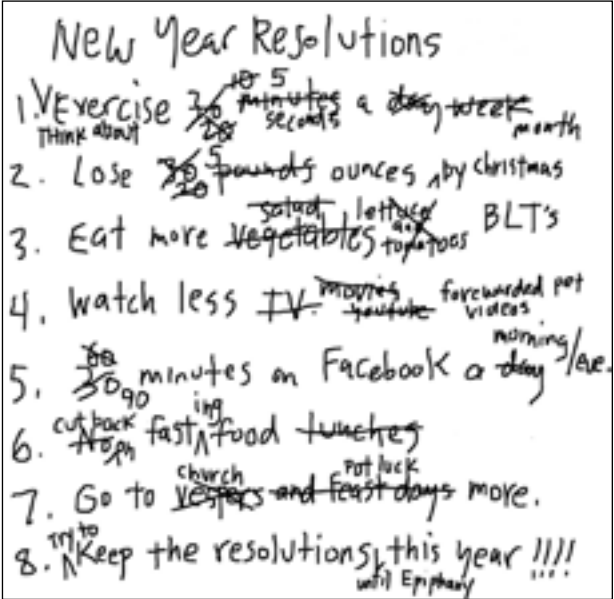 New Year Resolutions
10 5
1. Exercise 30 minutes a day week
Think about 20 seconds month
2. Lose 30 5 pounds ounces by christmas
20
salad lettuce and BLT's
3. Eat more vegetables tomatoes
4. Watch less T.V. movies forewarded pet
youtube videos
60 morning/eve.
5. 30 90 minutes on Facebook a day
cut back ing
6. No on fast food lunches
church Pot luck
7. Go to vespers and feast days more.
Try to
8. Keep the resolutions, this year !!!!
until Epiphany